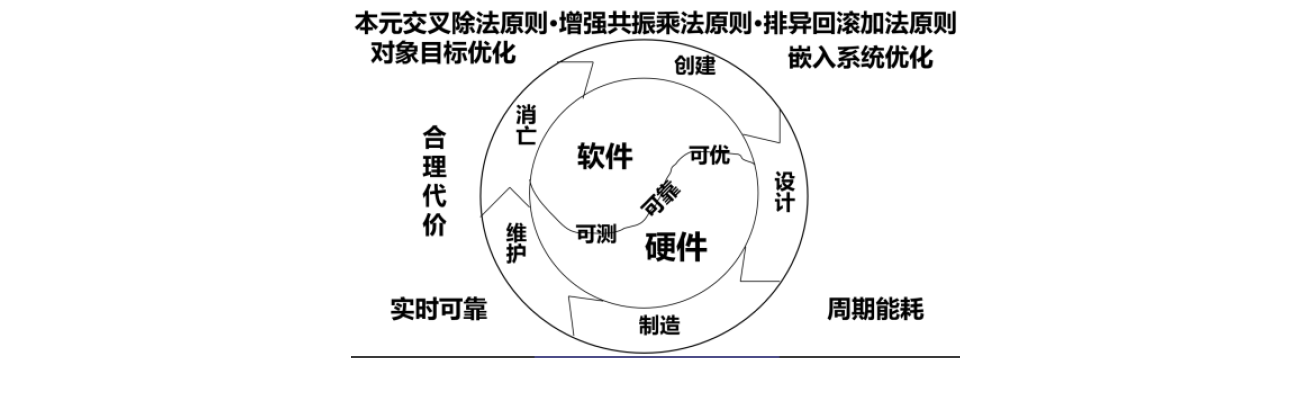 本元交叉除法原则·增强共振乘法原则·排异回滚加法原则
对象目标优化
嵌入系统优化
创建
消亡
合理代价
软件
可优
设计
可靠
可测
维护
硬件
实时可靠
周期能耗
制造